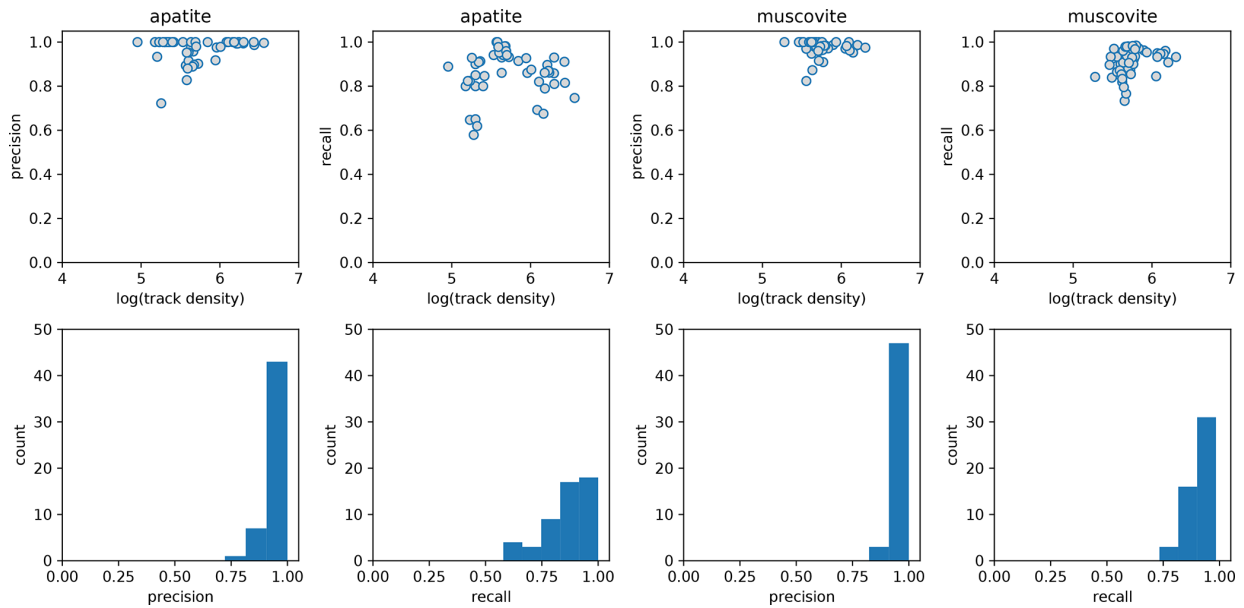 apatite apatite muscovite muscovite
1.0 1.0 1.0 1.0
0.8 0.8 0.8 0.8
0.6 0.6 0.6 0.6
0.4 0.4 0.4 0.4
0.2 0.2 0.2 0.2
0.0 0.0 0.0 0.0
precision recall precision recall
4 5 6 7 4 5 6 7 4 5 6 7 4 5 6 7
log(track density) log(track density) log(track density) log(track density)
50 50 50 50
40 40 40 40
30 30 30 30
20 20 20 20
10 10 10 10
0 0 0 0
count count count count
0.00 0.25 0.50 0.75 1.00 0.00 0.25 0.50 0.75 1.00 0.00 0.25 0.50 0.75 1.00 0.00 0.25 0.50 0.75 1.00
precision recall precision recall